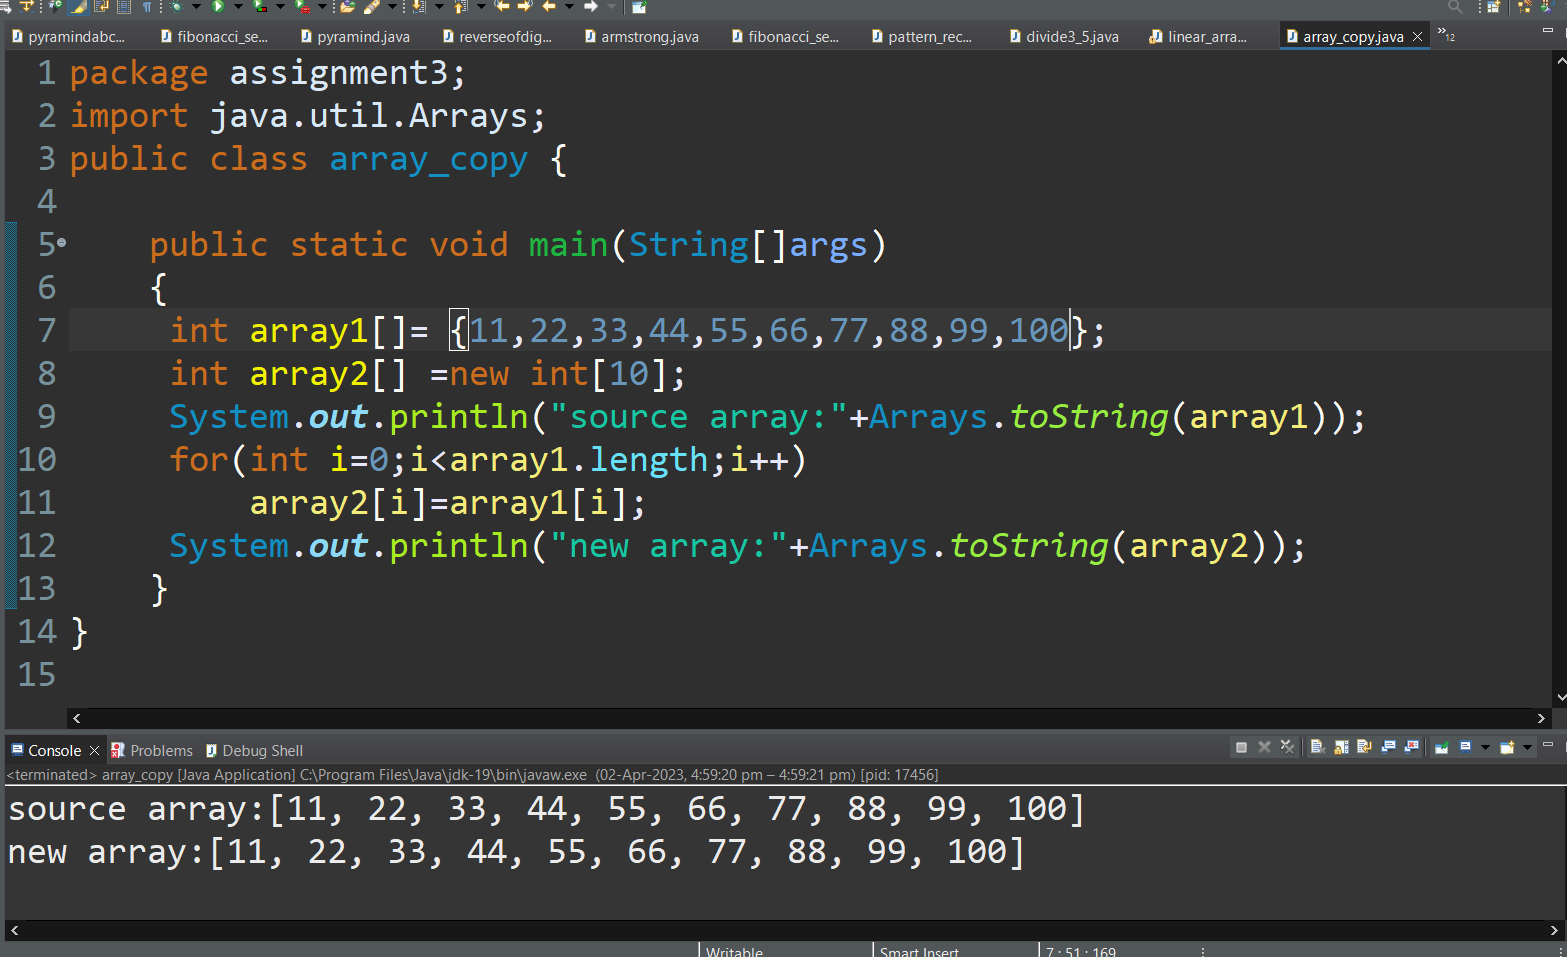 pyramindabc... fibonacci_se... pyramind.java reverseofdig... armstrong.java fibonacci_se... pattern_rec... divide3_5.java linear_arra... array_copy.java »12
1 package assignment3;
2 import java.util.Arrays;
3 public class array_copy {
4
5 public static void main(String[]args)
6 {
7 int array1[]= {11,22,33,44,55,66,77,88,99,100};
8 int array2[] =new int[10];
9 System.out.println("source array:"+Arrays.toString(array1));
10 for(int i=0;i<array1.length;i++)
11 array2[i]=array1[i];
12 System.out.println("new array:"+Arrays.toString(array2));
13 }
14 }
15
Console Problems Debug Shell
<terminated> array_copy [Java Application] C:\Program Files\Java\jdk-19\bin\javaw.exe (02-Apr-2023, 4:59:20 pm – 4:59:21 pm) [pid: 17456]
source array:[11, 22, 33, 44, 55, 66, 77, 88, 99, 100]
new array:[11, 22, 33, 44, 55, 66, 77, 88, 99, 100]
Writable Smart Insert 7 : 51 : 169